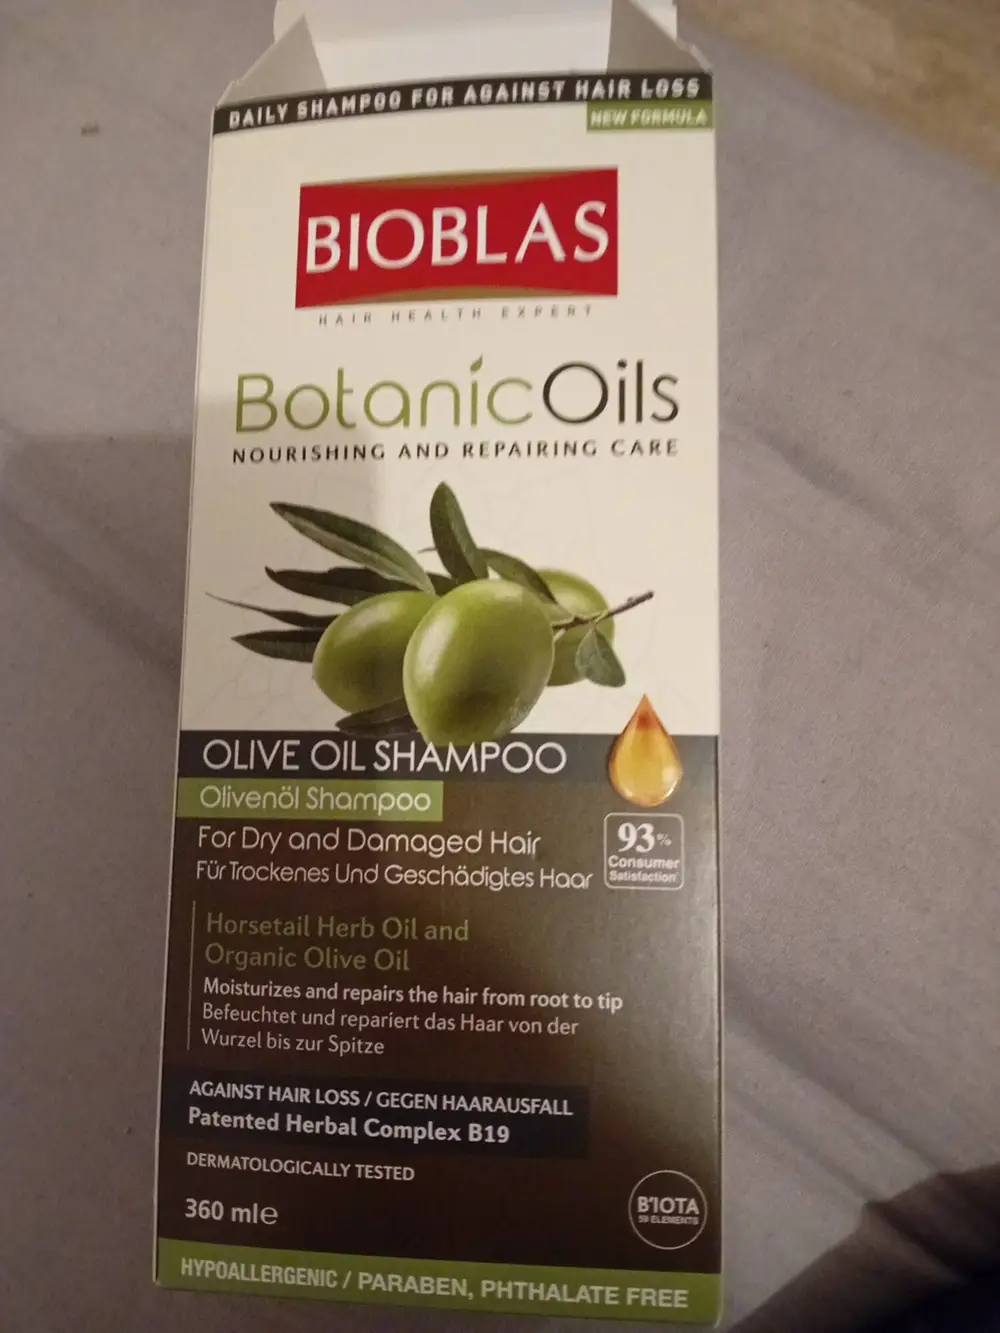 DAILY SHAMPOO FOR AGAINST HAIR LOSS
NEW FORMULA
BIOBLAS
HAIR HEALTH EXPERT
BotanicOils
NOURISHING AND REPAIRING CARE
OLIVE OIL SHAMPOO
Olivenöl Shampoo
For Dry and Damaged Hair
Für Trockenes Und Geschädigtes Haar
93%
Consumer
Satisfaction
Horsetail Herb Oil and
Organic Olive Oil
Moisturizes and repairs the hair from root to tip
Befeuchtet und repariert das Haar von der
Wurzel bis zur Spitze
AGAINST HAIR LOSS / GEGEN HAARAUSFALL
Patented Herbal Complex B19
DERMATOLOGICALLY TESTED
360 ml℮
B'IOTA
59 ELEMENTS
HYPOALLERGENIC / PARABEN, PHTHALATE FREE